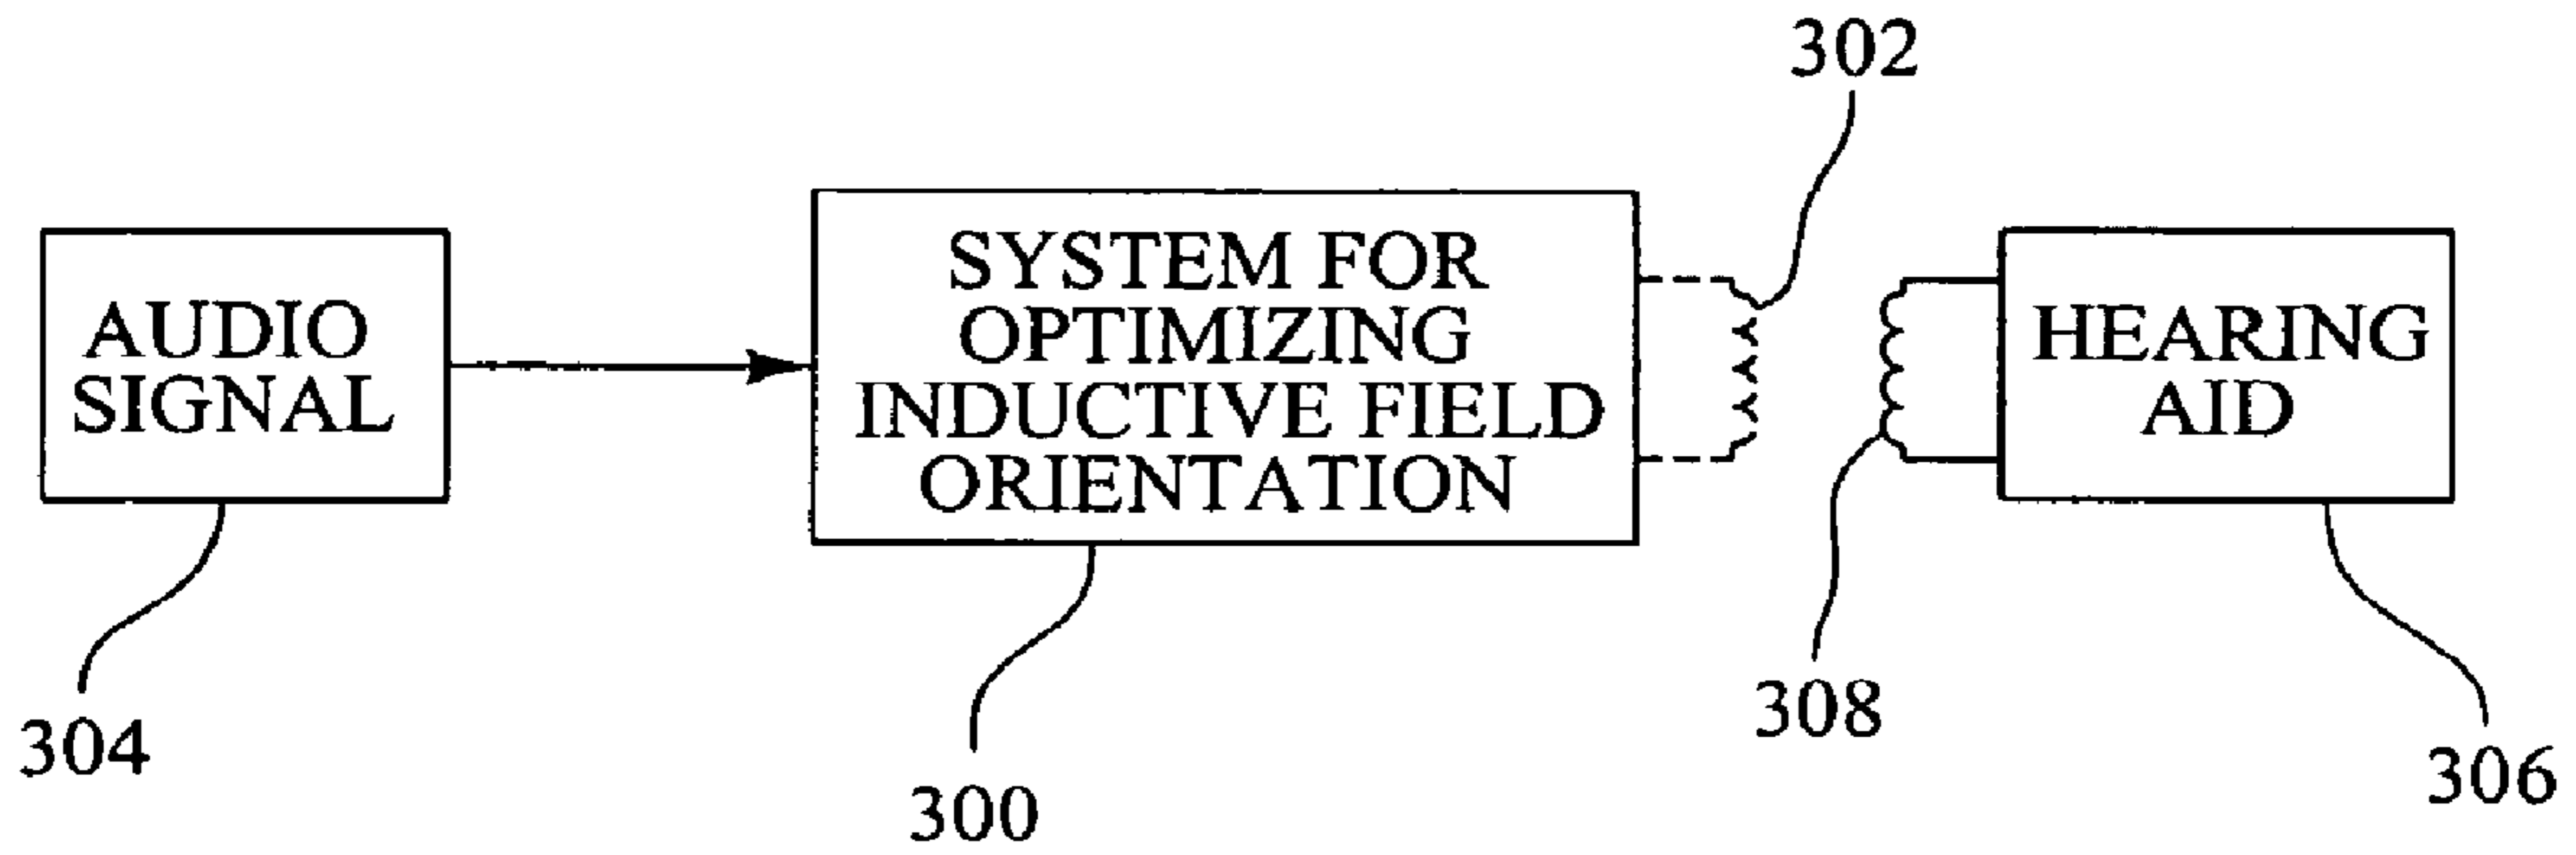 302
AUDIO
SIGNAL
SYSTEM FOR
OPTIMIZING
INDUCTIVE FIELD
ORIENTATION
HEARING
AID
304
300
308
306